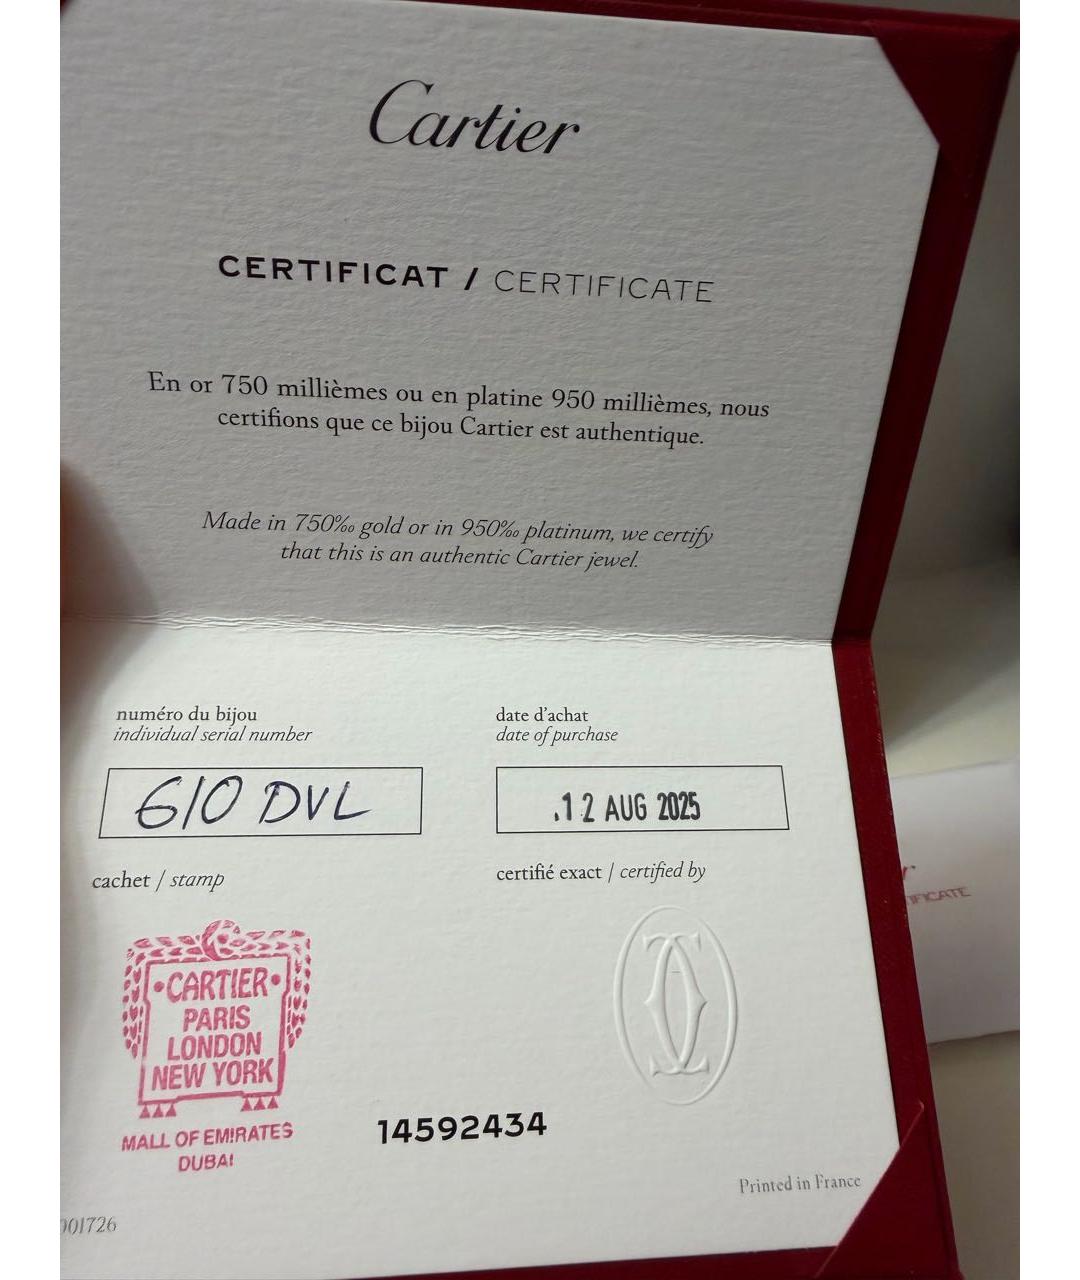 Cartier
CERTIFICAT / CERTIFICATE
En or 750 millièmes ou en platine 950 millièmes, nous
certifions que ce bijou Cartier est authentique.
Made in 750‰ gold or in 950‰ platinum, we certify
that this is an authentic Cartier jewel.
numéro du bijou
individual serial number
date d'achat
date of purchase
610 DVL
.12 AUG 2025
cachet / stamp
certifié exact / certified by
•CARTIER•
PARIS
LONDON
NEW YORK
MALL OF EMIRATES
DUBAI
14592434
Printed in France
001726